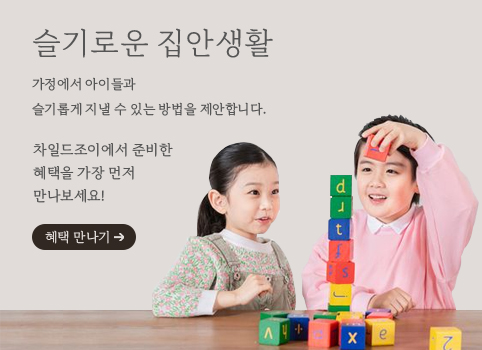 슬기로운 집안생활
가정에서 아이들과
슬기롭게 지낼 수 있는 방법을 제안합니다.
차일드조이에서 준비한
혜택을 가장 먼저
만나보세요!
혜택 만나기 →
d
t
s
x
e
z